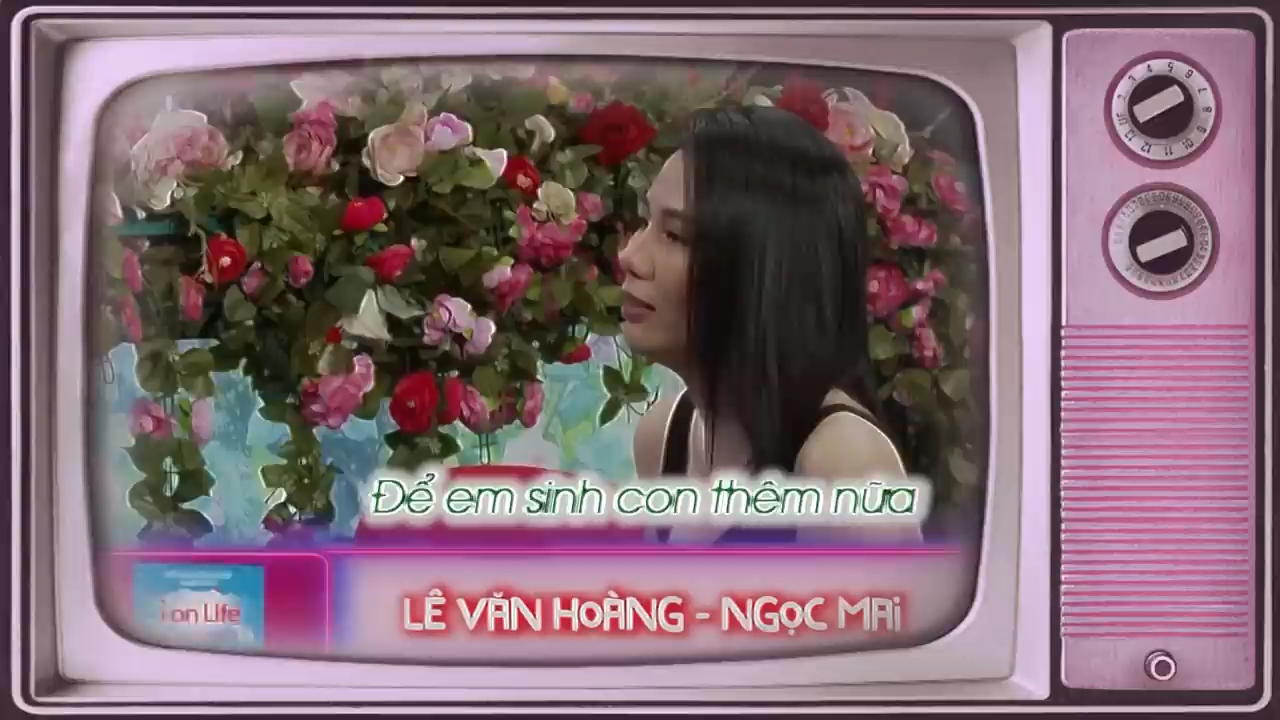 Để em sinh con thêm nữa
i on Life
LÊ VĂN HOÀNG - NGỌC MAi